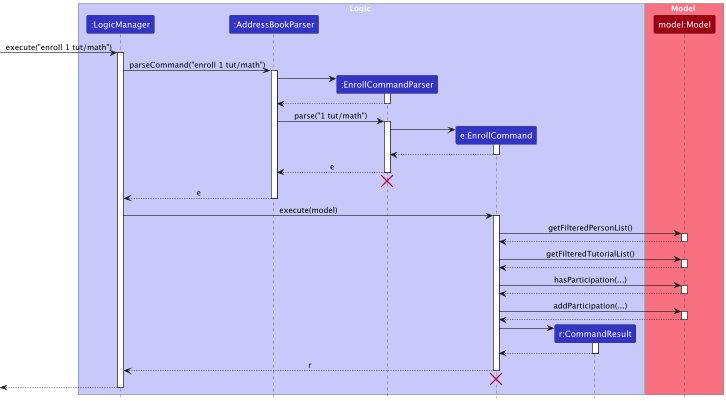 Logic
Model
:LogicManager
:AddressBookParser
model:Model
execute("enroll 1 tut/math")
parseCommand("enroll 1 tut/math")
:EnrollCommandParser
parse("1 tut/math")
e:EnrollCommand
e
e
execute(model)
getFilteredPersonList()
getFilteredTutorialList()
hasParticipation(...)
addParticipation(...)
r:CommandResult
r